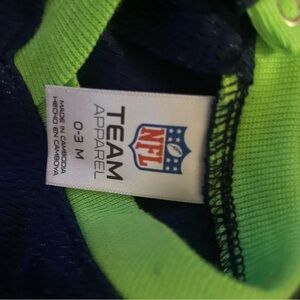 NFL
TEAM
APPAREL
0-3 M
MADE IN CAMBODIA
HECHO EN CAMBOYA